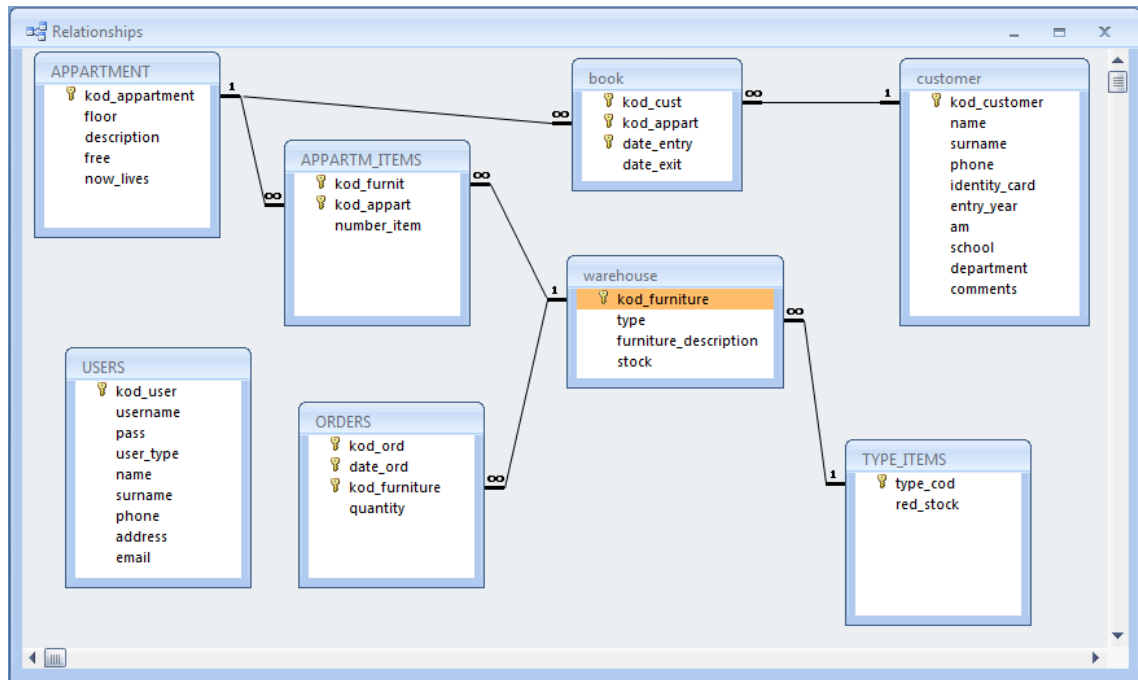 Relationships
APPARTMENT
kod_appartment
floor
description
free
now_lives
1
∞
∞
APPARTM_ITEMS
kod_furnit
kod_appart
number_item
∞
book
kod_cust
kod_appart
date_entry
date_exit
∞
1
customer
kod_customer
name
surname
phone
identity_card
entry_year
am
school
department
comments
warehouse
1
kod_furniture
type
furniture_description
stock
∞
USERS
kod_user
username
pass
user_type
name
surname
phone
address
email
ORDERS
kod_ord
date_ord
kod_furniture
quantity
∞
TYPE_ITEMS
1
type_cod
red_stock